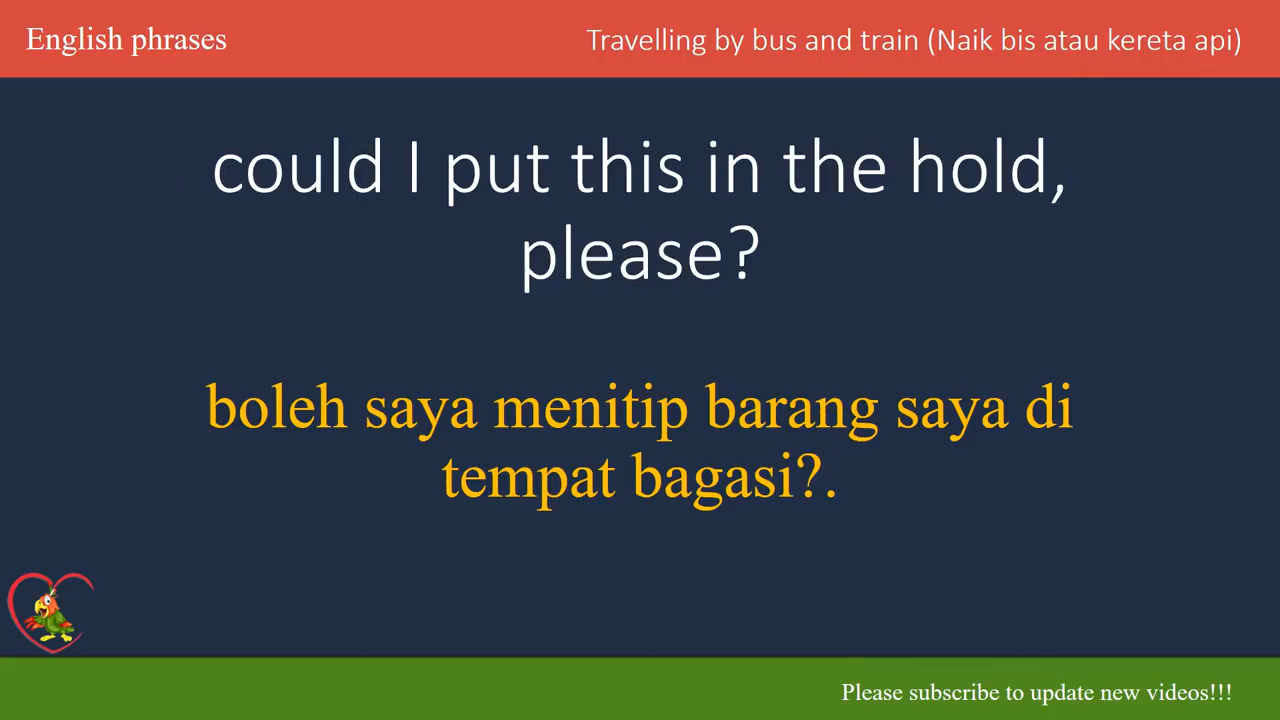 English phrases
Travelling by bus and train (Naik bis atau kereta api)
could I put this in the hold,
please?
boleh saya menitip barang saya di
tempat bagasi?.
Please subscribe to update new videos!!!